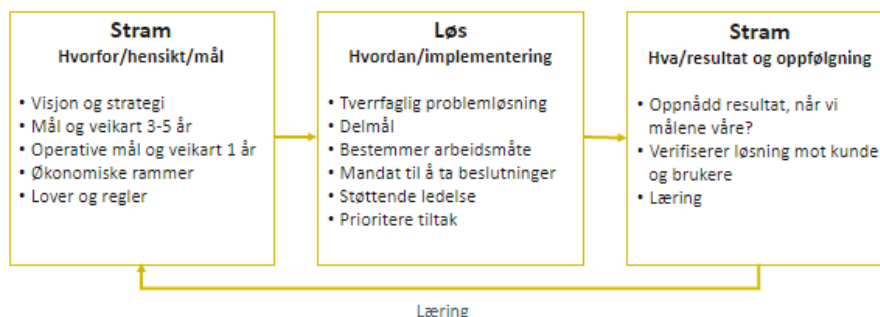 Stram
Hvorfor/hensikt/mål
• Visjon og strategi
• Mål og veikart 3-5 år
• Operative mål og veikart 1 år
• Økonomiske rammer
• Lover og regler
Løs
Hvordan/implementering
• Tverrfaglig problemløsning
• Delmål
• Bestemmer arbeidsmåte
• Mandat til å ta beslutninger
• Støttende ledelse
• Prioritere tiltak
Stram
Hva/resultat og oppfølgning
• Oppnådd resultat, når vi
målene våre?
• Verifiserer løsning mot kunde
og brukere
• Læring
Læring